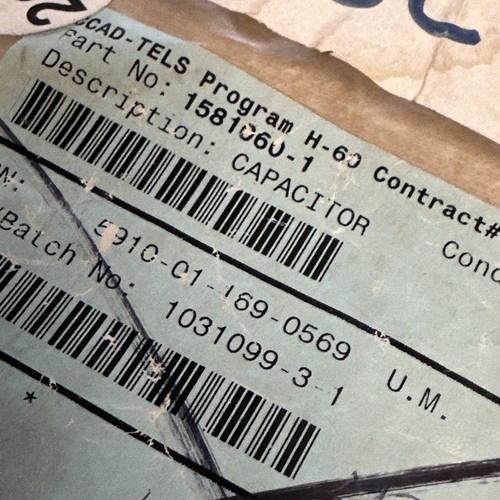 CCAD-TELS Program H-60 Contract#
Part No: 1581060-1
Description: CAPACITOR
Cond
N: 5910-01-169-0569
Batch No: 1031099-3-1
U.M.
*